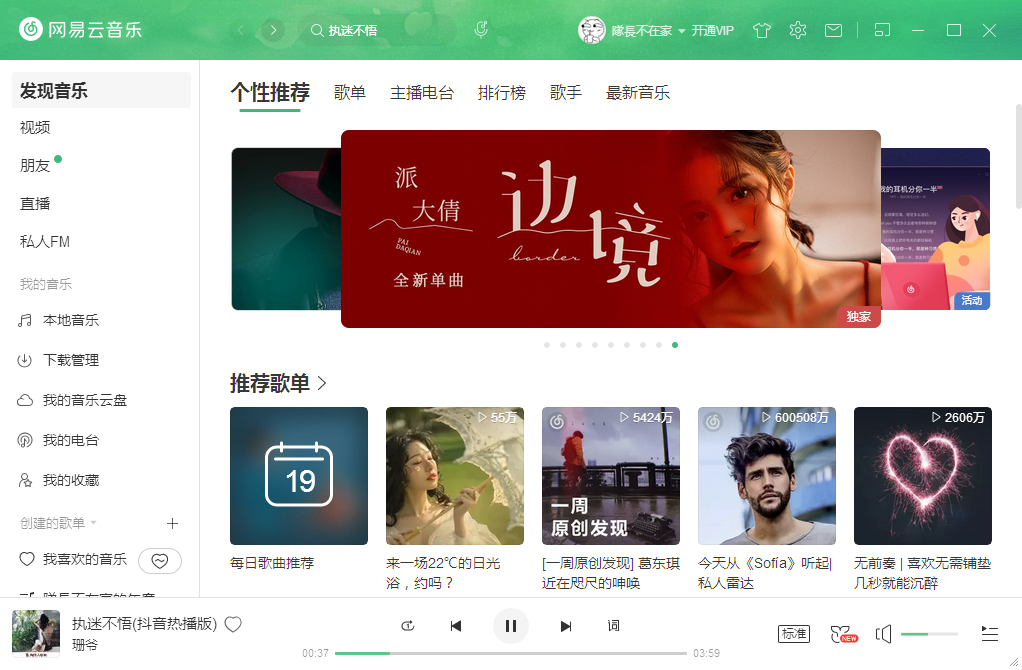 网易云音乐
执迷不悟
隊長不在家
开通VIP
发现音乐
视频
朋友
直播
私人FM
我的音乐
本地音乐
下载管理
我的音乐云盘
我的电台
我的收藏
创建的歌单
我喜欢的音乐
个性推荐
歌单
主播电台
排行榜
歌手
最新音乐
派
大倩
PAI
DAQIAN
全新单曲
边境
border
独家
我的耳机分你一半
活动
推荐歌单
19
每日歌曲推荐
55万
来一场22℃的日光
浴，约吗？
5424万
一周
原创发现
[一周原创发现] 葛东琪
近在咫尺的呻唤
600508万
今天从《Sofía》听起|
私人雷达
2606万
无前奏 | 喜欢无需铺垫
几秒就能沉醉
执迷不悟(抖音热播版)
珊爷
词
00:37
03:59
标准
NEW